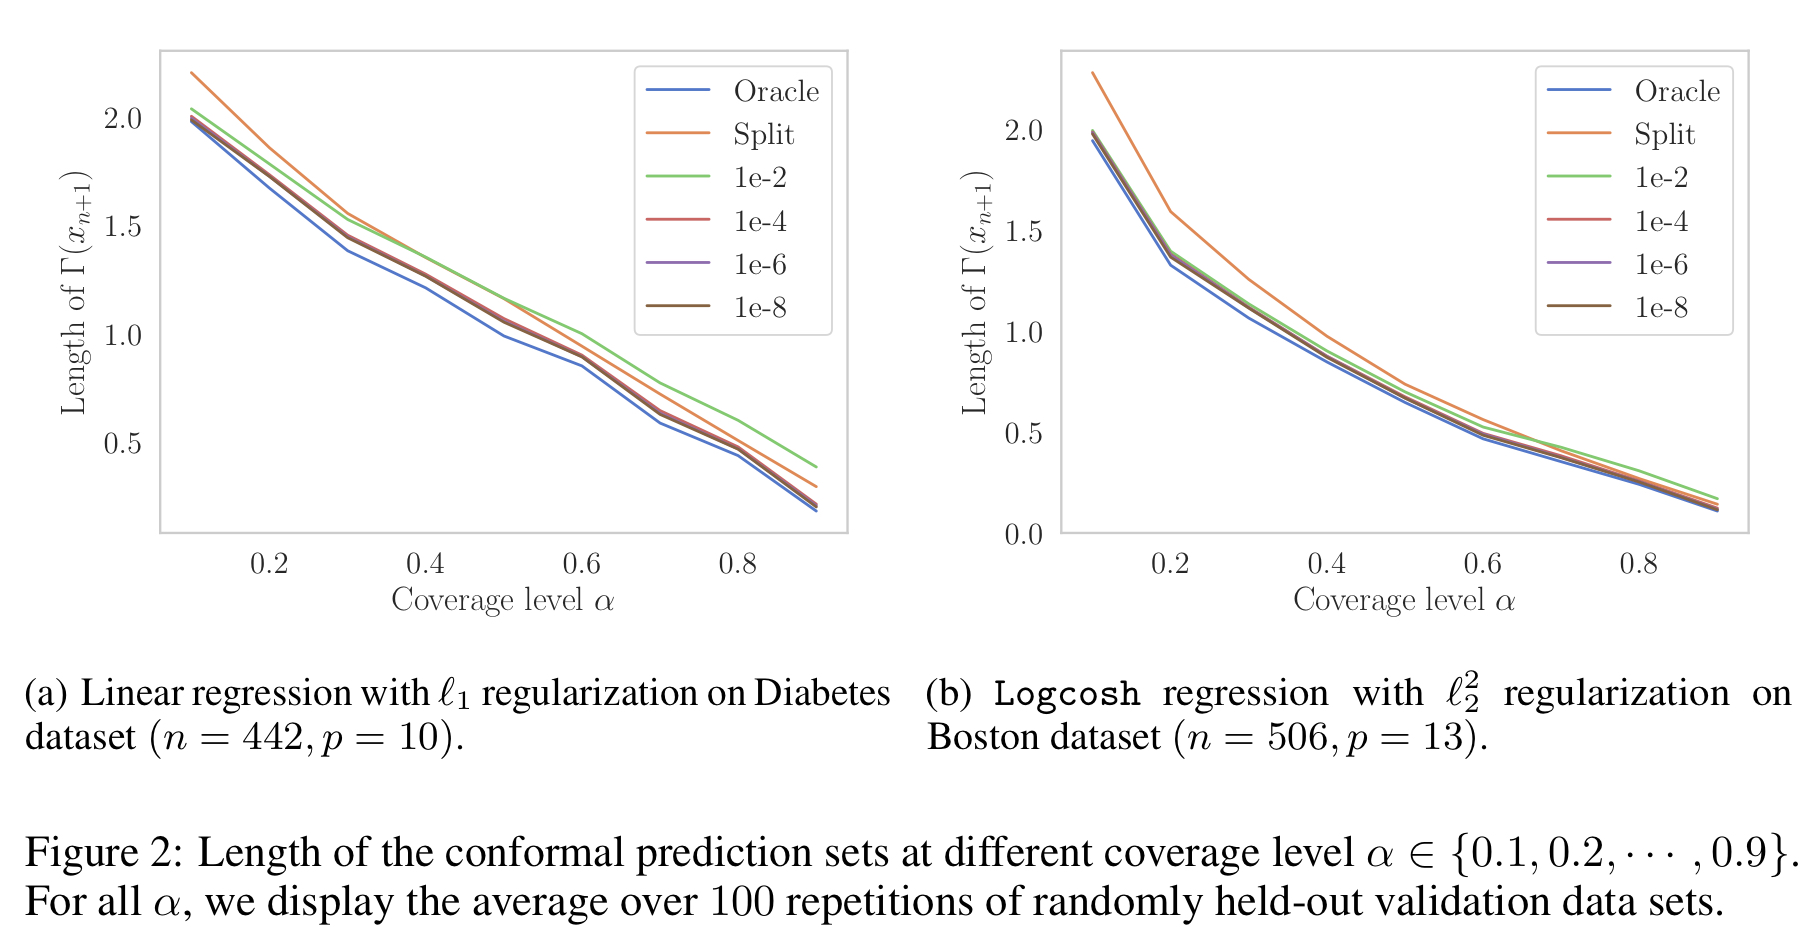 2.0
1.5
1.0
0.5
0.2
0.4
0.6
0.8
Length of Γ(xₙ₊₁)
Coverage level α
Oracle
Split
1e-2
1e-4
1e-6
1e-8
2.0
1.5
1.0
0.5
0.0
0.2
0.4
0.6
0.8
Length of Γ(xₙ₊₁)
Coverage level α
Oracle
Split
1e-2
1e-4
1e-6
1e-8
(a) Linear regression with ℓ₁ regularization on Diabetes
dataset (n = 442, p = 10).
(b) Logcosh regression with ℓ₂² regularization on
Boston dataset (n = 506, p = 13).
Figure 2: Length of the conformal prediction sets at different coverage level α ∈ {0.1, 0.2, · · · , 0.9}.
For all α, we display the average over 100 repetitions of randomly held-out validation data sets.